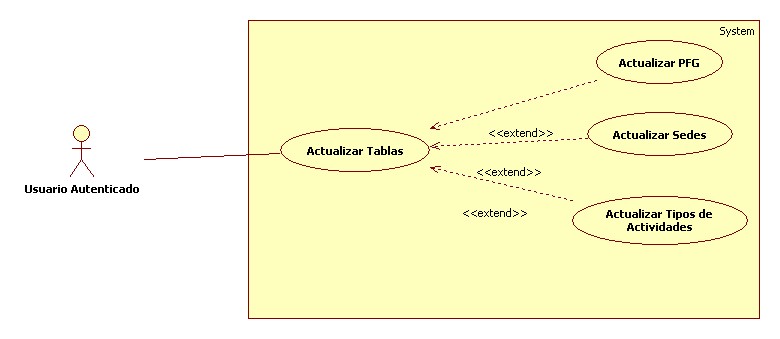 System
Actualizar PFG
<<extend>>
Actualizar Sedes
Actualizar Tablas
<<extend>>
Usuario Autenticado
<<extend>>
Actualizar Tipos de
Actividades